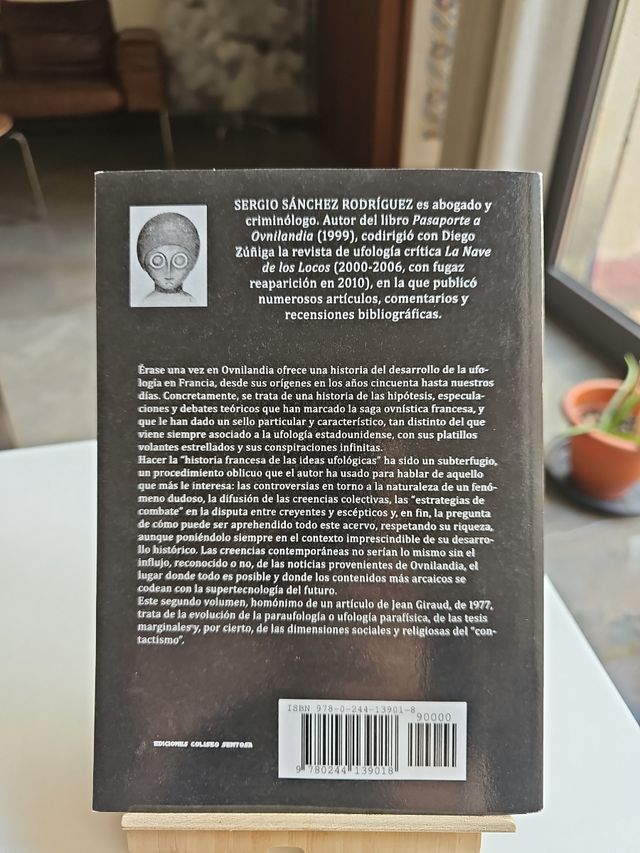 SERGIO SÁNCHEZ RODRÍGUEZ es abogado y
criminólogo. Autor del libro Pasaporte a
Ovnilandia (1999), codirigió con Diego
Zúñiga la revista de ufología crítica La Nave
de los Locos (2000-2006, con fugaz
reaparición en 2010), en la que publicó
numerosos artículos, comentarios y
recensiones bibliográficas.
Érase una vez en Ovnilandia ofrece una historia del desarrollo de la ufo-
logía en Francia, desde sus orígenes en los años cincuenta hasta nuestros
días. Concretamente, se trata de una historia de las hipótesis, especula-
ciones y debates teóricos que han marcado la saga ovnística francesa, y
que le han dado un sello particular y característico, tan distinto del que
viene siempre asociado a la ufología estadounidense, con sus platillos
volantes estrellados y sus conspiraciones infinitas.
Hacer la "historia francesa de las ideas ufológicas" ha sido un subterfugio,
un procedimiento oblicuo que el autor ha usado para hablar de aquello
que más le interesa: las controversias en torno a la naturaleza de un fenó-
meno dudoso, la difusión de las creencias colectivas, las "estrategias de
combate" en la disputa entre creyentes y escépticos y, en fin, la pregunta
de cómo puede ser aprehendido todo este acervo, respetando su riqueza,
aunque poniéndolo siempre en el contexto imprescindible de su desarro-
llo histórico. Las creencias contemporáneas no serían lo mismo sin el
influjo, reconocido o no, de las noticias provenientes de Ovnilandia, el
lugar donde todo es posible y donde los contenidos más arcaicos se
codean con la supertecnología del futuro.
Este segundo volumen, homónimo de un artículo de Jean Giraud, de 1977,
trata de la evolución de la paraufología o ufología parafísica, de las tesis
marginales y, por cierto, de las dimensiones sociales y religiosas del "con-
tactismo".
ISBN 978-0-244-13901-8
90000
EDICIONES COLISEO SENTOSA
9 780244 139018